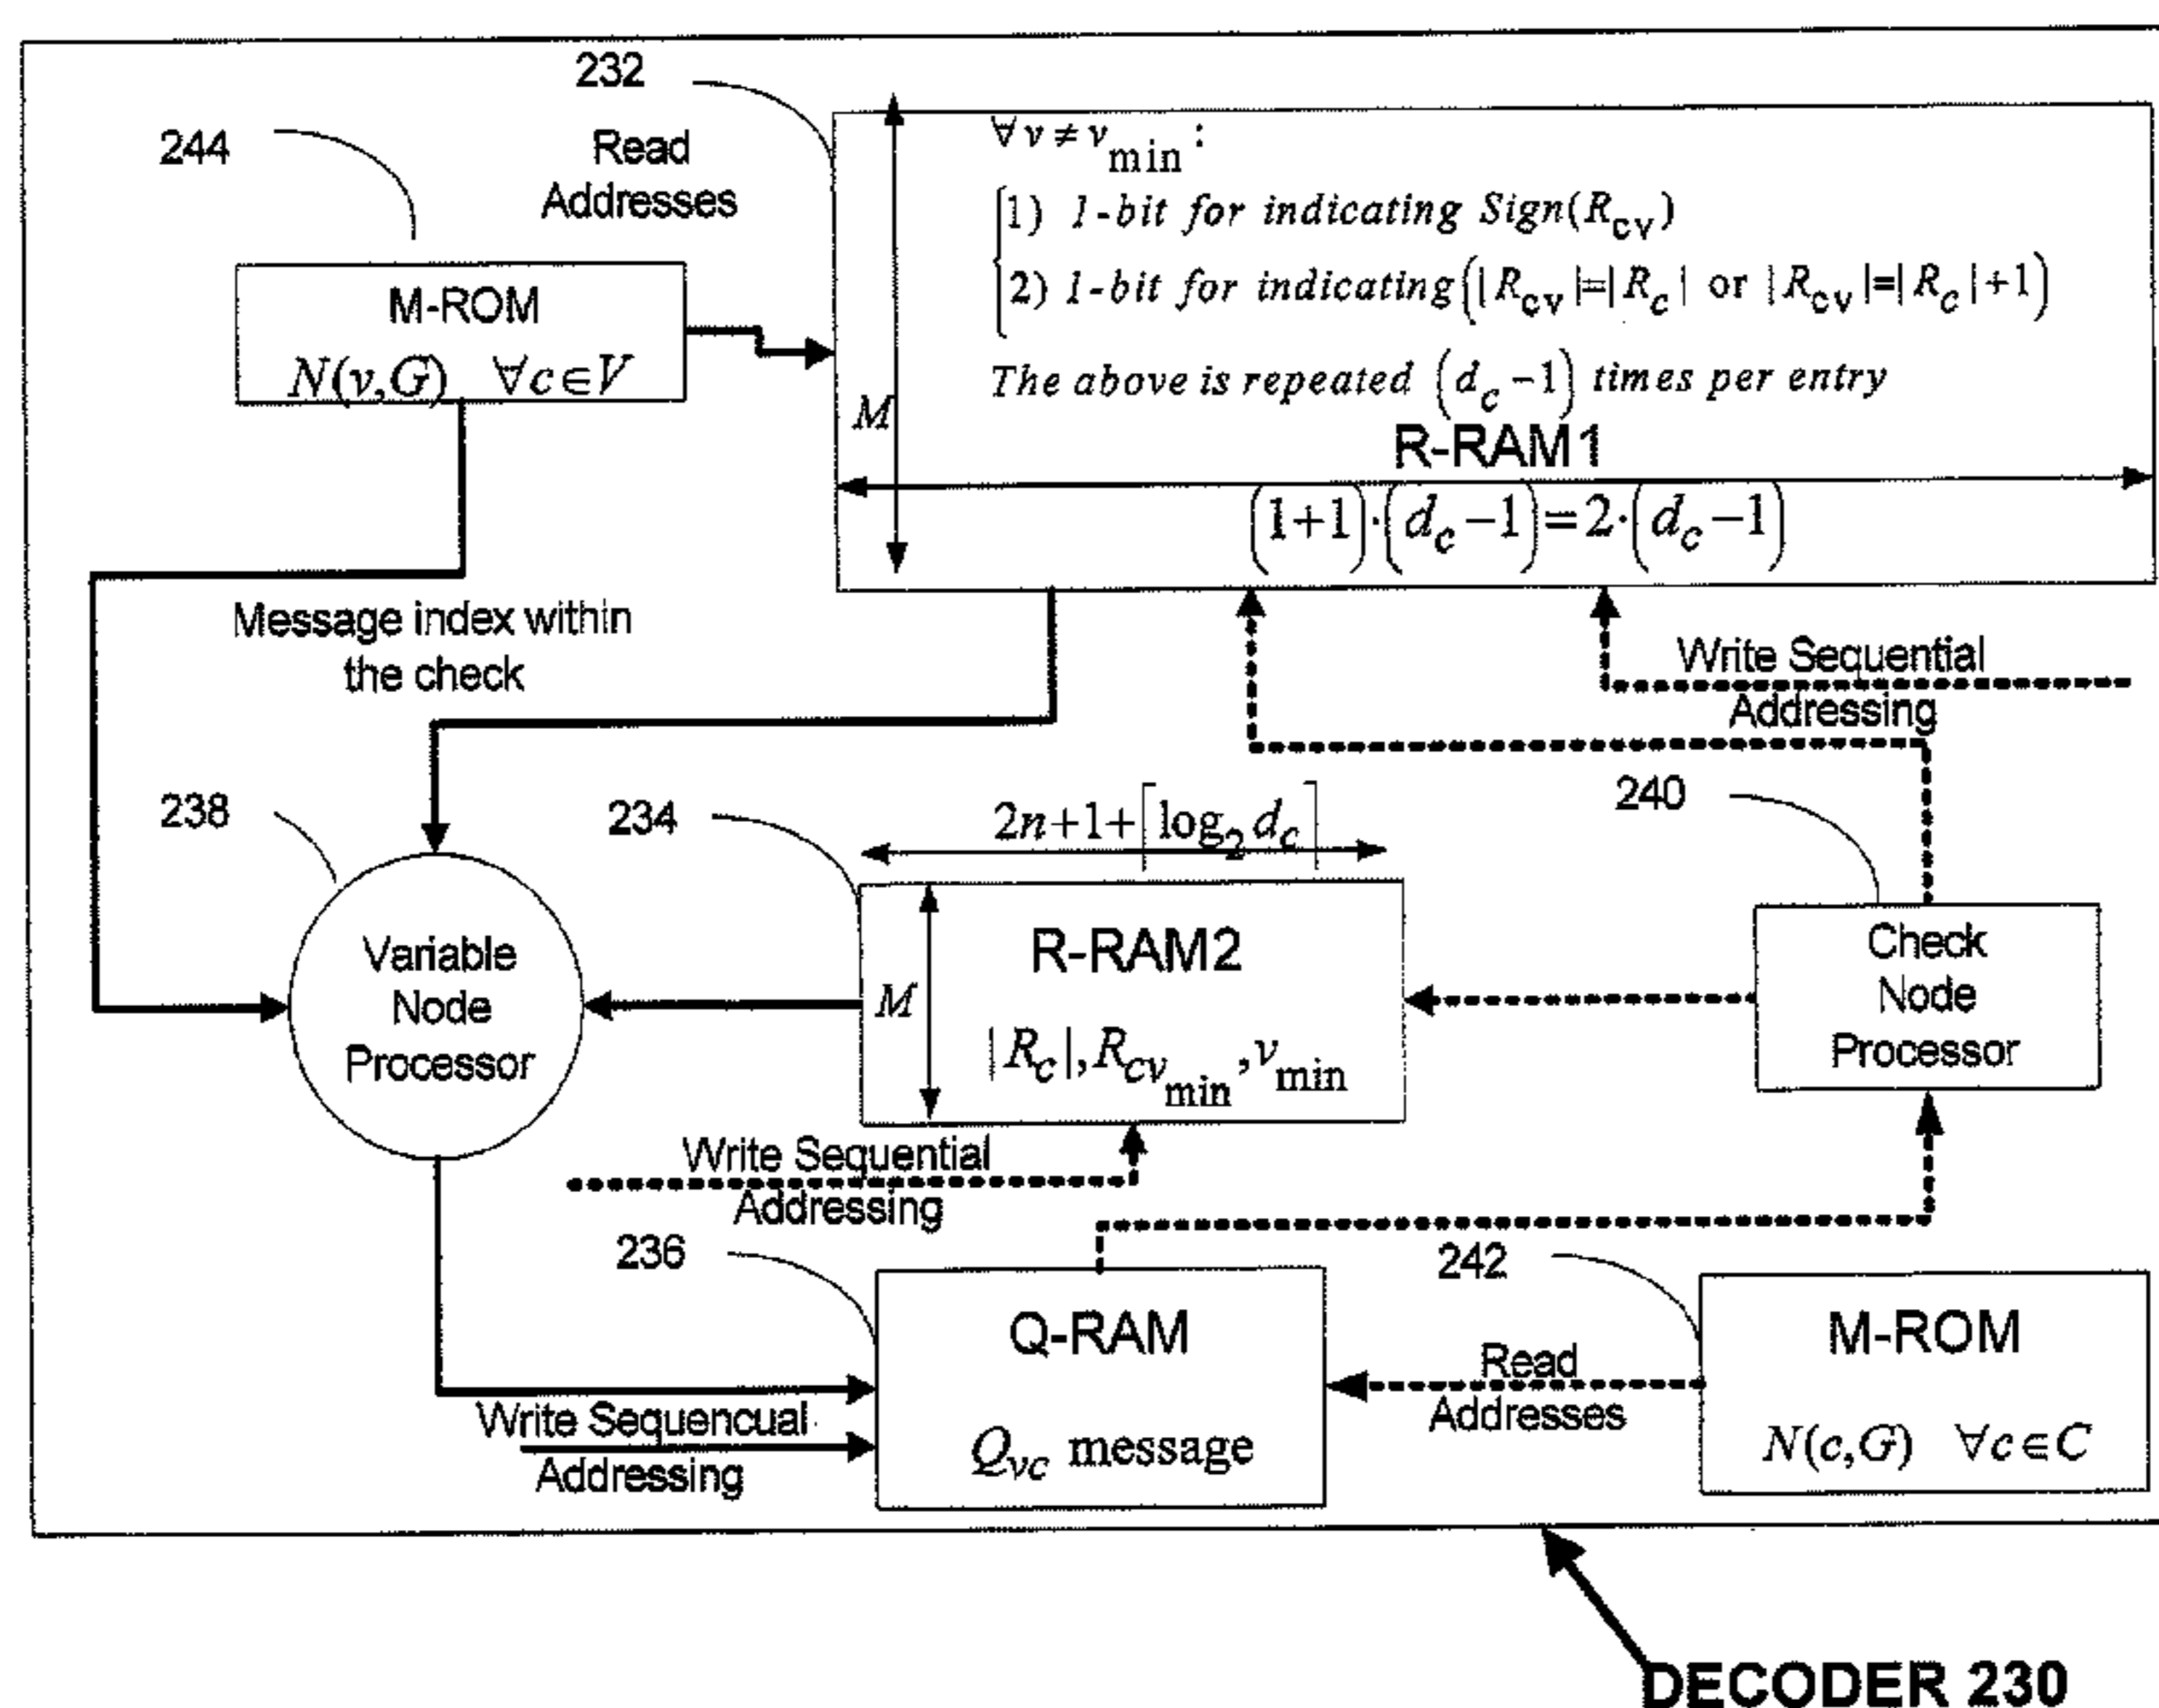 232
244
Read
Addresses
∀v ≠ v_min :
1) 1-bit for indicating Sign(R_cv)
2) 1-bit for indicating (|R_cv|=|R_c| or |R_cv|=|R_c|+1)
The above is repeated (d_c −1) times per entry
M-ROM
N(v,G) ∀c∈V
M
R-RAM1
(1+1)·(d_c −1)=2·(d_c −1)
Message index within
the check
Write Sequential
Addressing
238
234
2n+1+⌈log_2 d_c⌉
240
Variable
Node
Processor
R-RAM2
M
|R_c|, R_cv_min, v_min
Check
Node
Processor
Write Sequential
Addressing
236
242
Q-RAM
Q_vc message
Write Sequencual
Addressing
Read
Addresses
M-ROM
N(c,G) ∀c∈C
DECODER 230